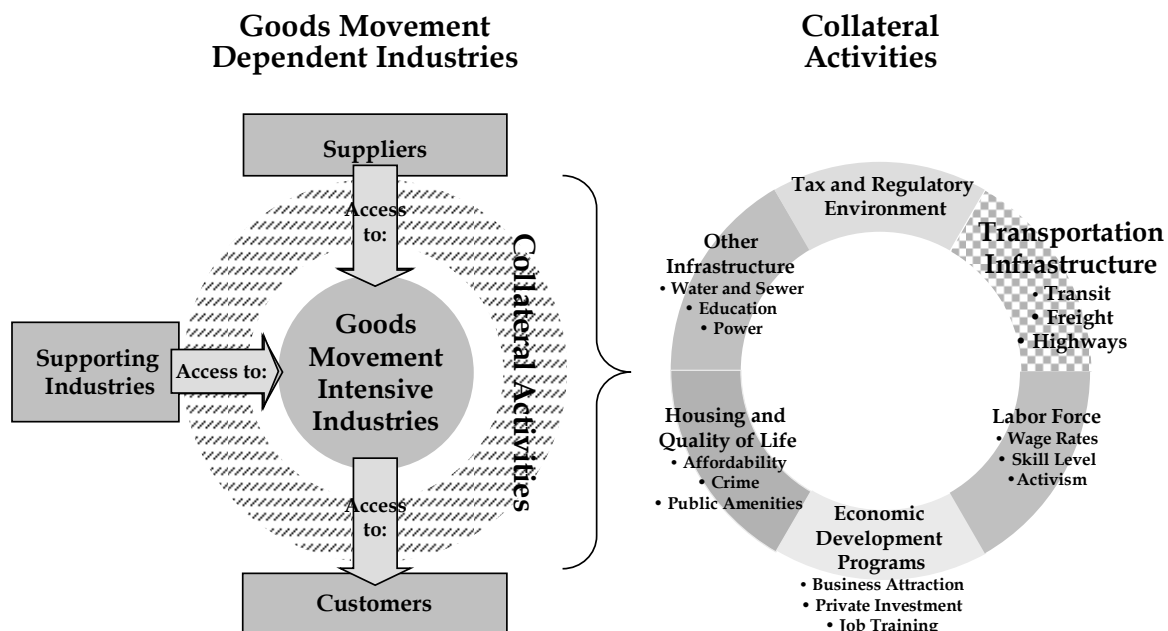 Goods Movement
Dependent Industries
Suppliers
Access
to:
Collateral Activities
Supporting
Industries
Access to:
Goods
Movement
Intensive
Industries
Access
to:
Customers
Collateral
Activities
Tax and Regulatory
Environment
Transportation
Infrastructure
• Transit
• Freight
• Highways
Other
Infrastructure
• Water and Sewer
• Education
• Power
Housing and
Quality of Life
• Affordability
• Crime
• Public Amenities
Labor Force
• Wage Rates
• Skill Level
• Activism
Economic
Development
Programs
• Business Attraction
• Private Investment
• Job Training